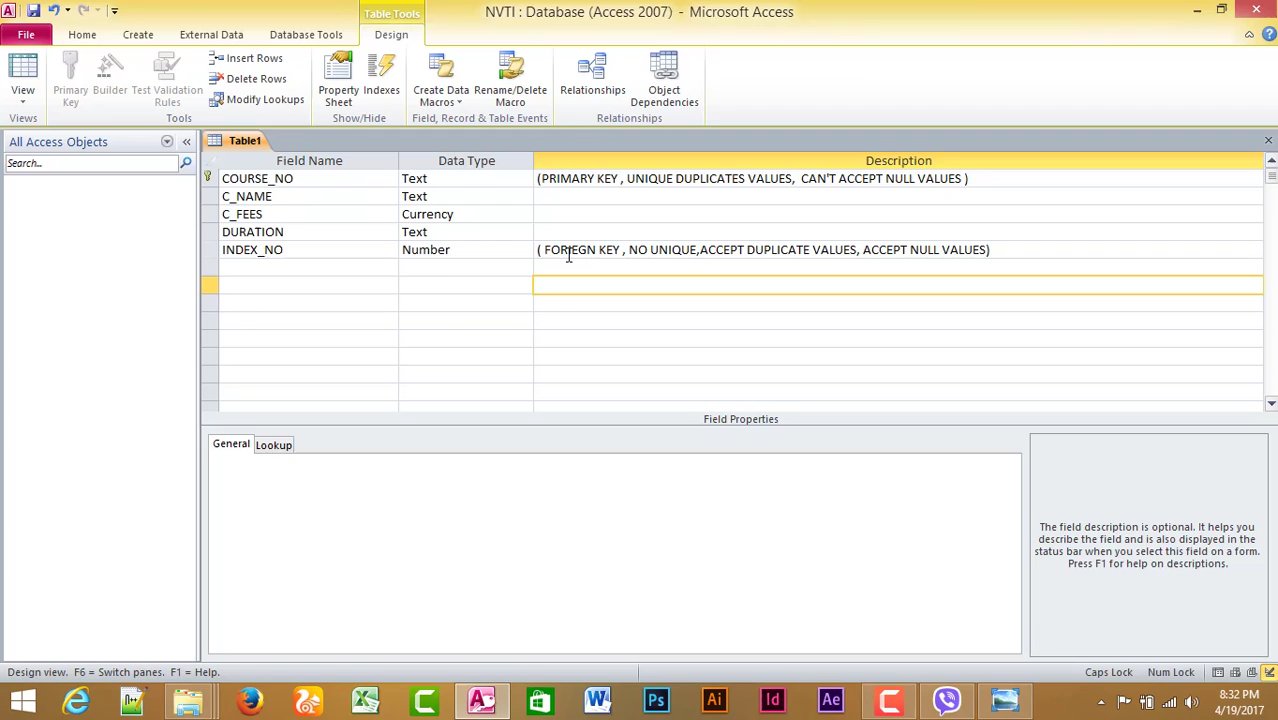 NVTI : Database (Access 2007) - Microsoft Access
Table Tools
File Home Create External Data Database Tools Design
View
Primary Key
Builder
Test Validation Rules
Insert Rows
Delete Rows
Modify Lookups
Property Sheet
Indexes
Create Data Macros
Rename/Delete Macro
Relationships
Object Dependencies
Views Tools Show/Hide Field, Record & Table Events Relationships
All Access Objects
Search..
Table1
Field Name Data Type Description
COURSE_NO Text (PRIMARY KEY , UNIQUE DUPLICATES VALUES, CAN'T ACCEPT NULL VALUES )
C_NAME Text
C_FEES Currency
DURATION Text
INDEX_NO Number ( FORIEGN KEY , NO UNIQUE,ACCEPT DUPLICATE VALUES, ACCEPT NULL VALUES)
Field Properties
General Lookup
The field description is optional. It helps you
describe the field and is also displayed in the
status bar when you select this field on a form.
Press F1 for help on descriptions.
Design view. F6 = Switch panes. F1 = Help.
Caps Lock Num Lock
Ps Ai Id Ae
8:32 PM
4/19/2017